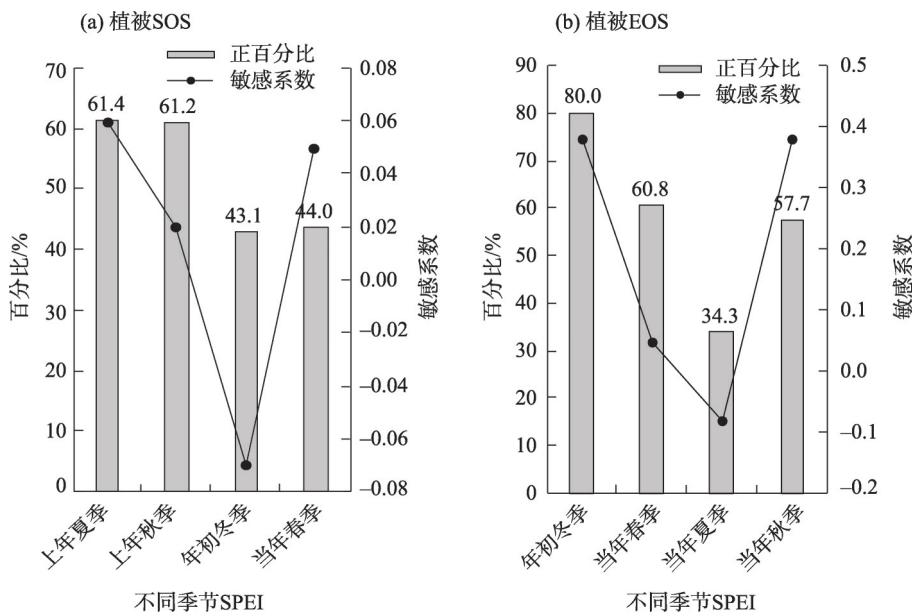 (a) 植被SOS
正百分比
敏感系数
70
60
50
40
30
20
10
0
百分比/%
61.4
61.2
43.1
44.0
0.08
0.06
0.04
0.02
0.00
–0.02
–0.04
–0.06
–0.08
敏感系数
上年夏季
上年秋季
年初冬季
当年春季
不同季节SPEI
(b) 植被EOS
正百分比
敏感系数
90
80
70
60
50
40
30
20
10
0
百分比/%
80.0
60.8
34.3
57.7
0.5
0.4
0.3
0.2
0.1
0.0
–0.1
–0.2
敏感系数
年初冬季
当年春季
当年夏季
当年秋季
不同季节SPEI